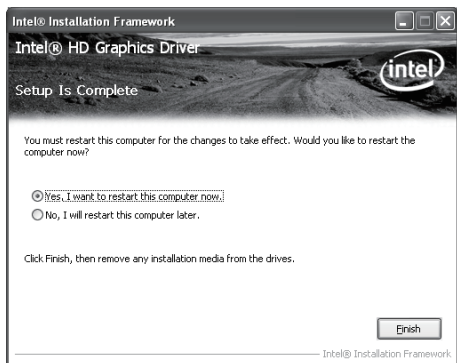 Intel® Installation Framework
Intel® HD Graphics Driver
intel
Setup Is Complete
You must restart this computer for the changes to take effect. Would you like to restart the
computer now?
Yes, I want to restart this computer now.
No, I will restart this computer later.
Click Finish, then remove any installation media from the drives.
Finish
Intel® Installation Framework